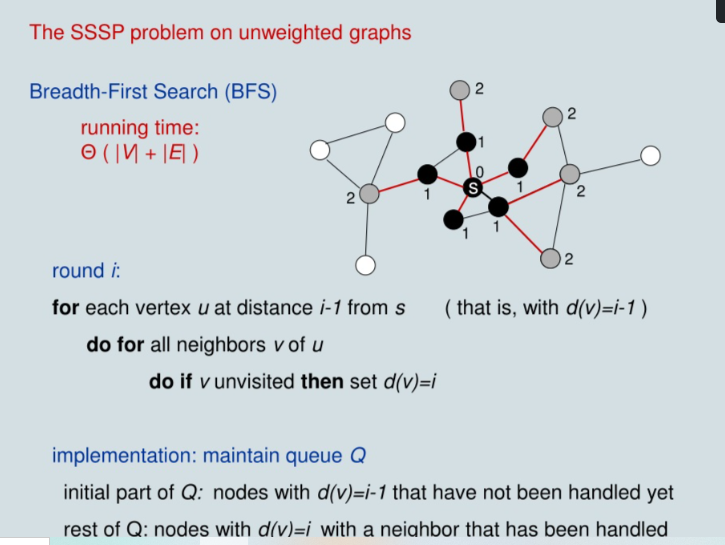 The SSSP problem on unweighted graphs
Breadth-First Search (BFS)
running time:
Θ ( |V| + |E| )
2
2
1
0
S
1
2
1
2
1
1
2
round i:
for each vertex u at distance i-1 from s ( that is, with d(v)=i-1 )
do for all neighbors v of u
do if v unvisited then set d(v)=i
implementation: maintain queue Q
initial part of Q: nodes with d(v)=i-1 that have not been handled yet
rest of Q: nodes with d(v)=i with a neighbor that has been handled